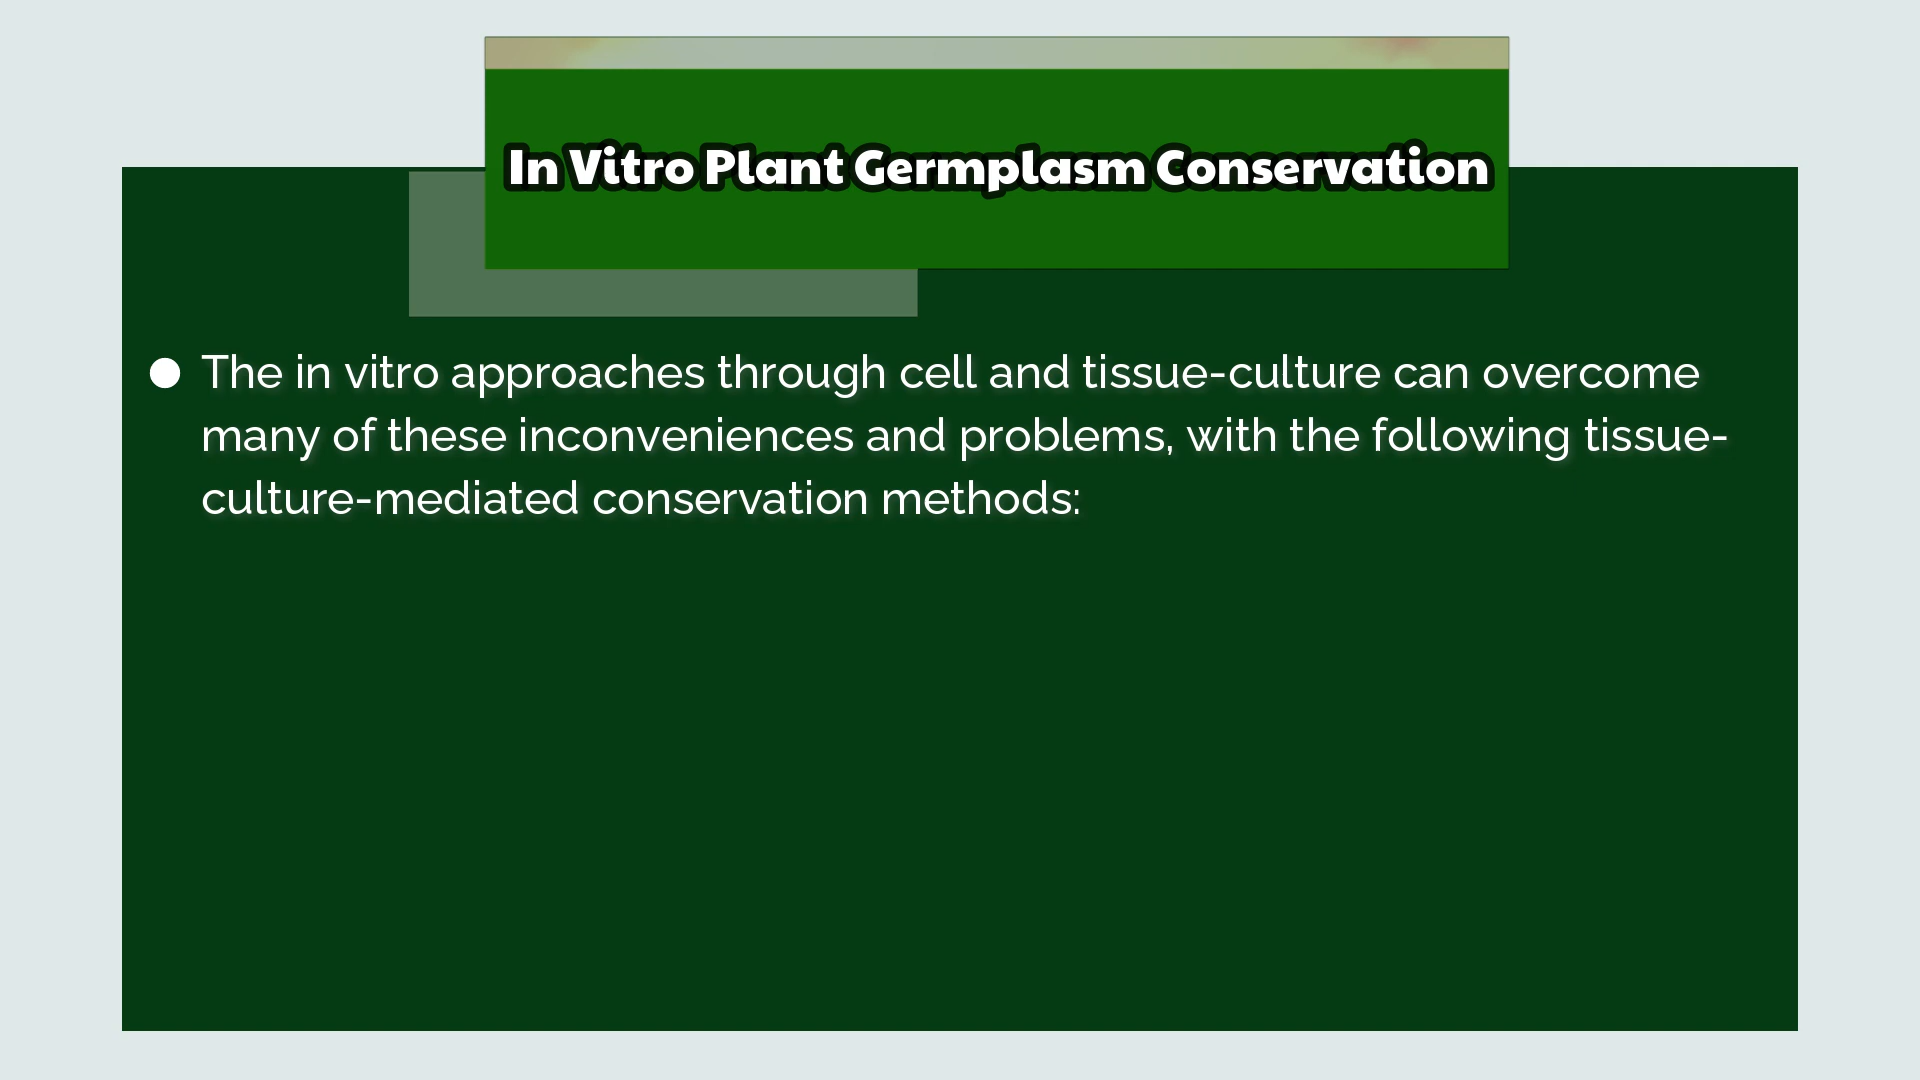 In Vitro Plant Germplasm Conservation
● The in vitro approaches through cell and tissue-culture can overcome
many of these inconveniences and problems, with the following tissue-
culture-mediated conservation methods: